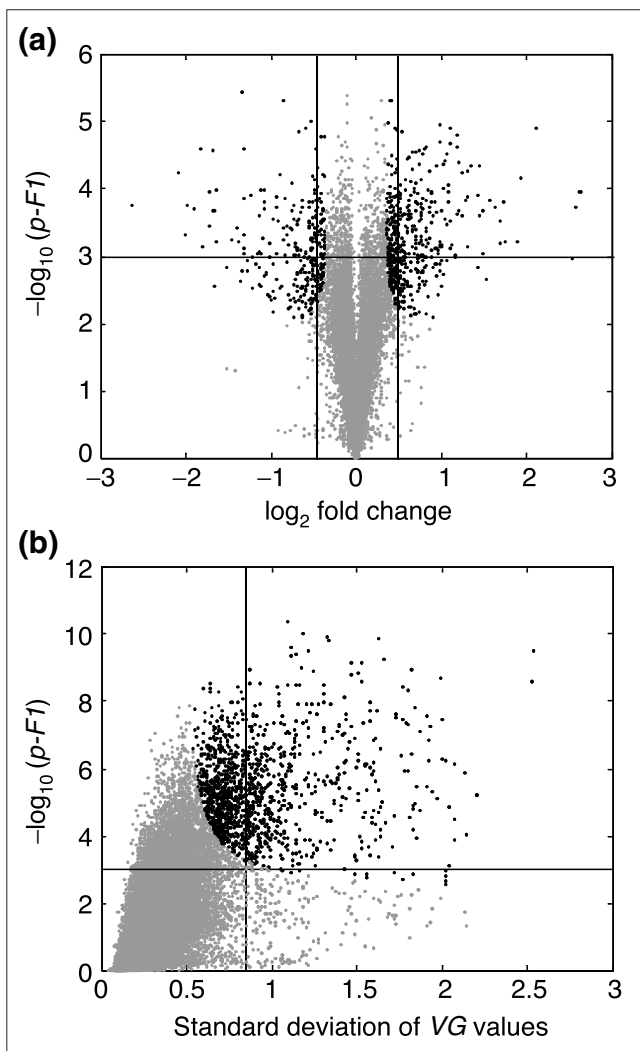 (a)
6
5
4
3
2
1
0
−log10 (p-F1)
−3 −2 −1 0 1 2 3
log2 fold change
(b)
12
10
8
6
4
2
0
−log10 (p-F1)
0 0.5 1 1.5 2 2.5 3
Standard deviation of VG values